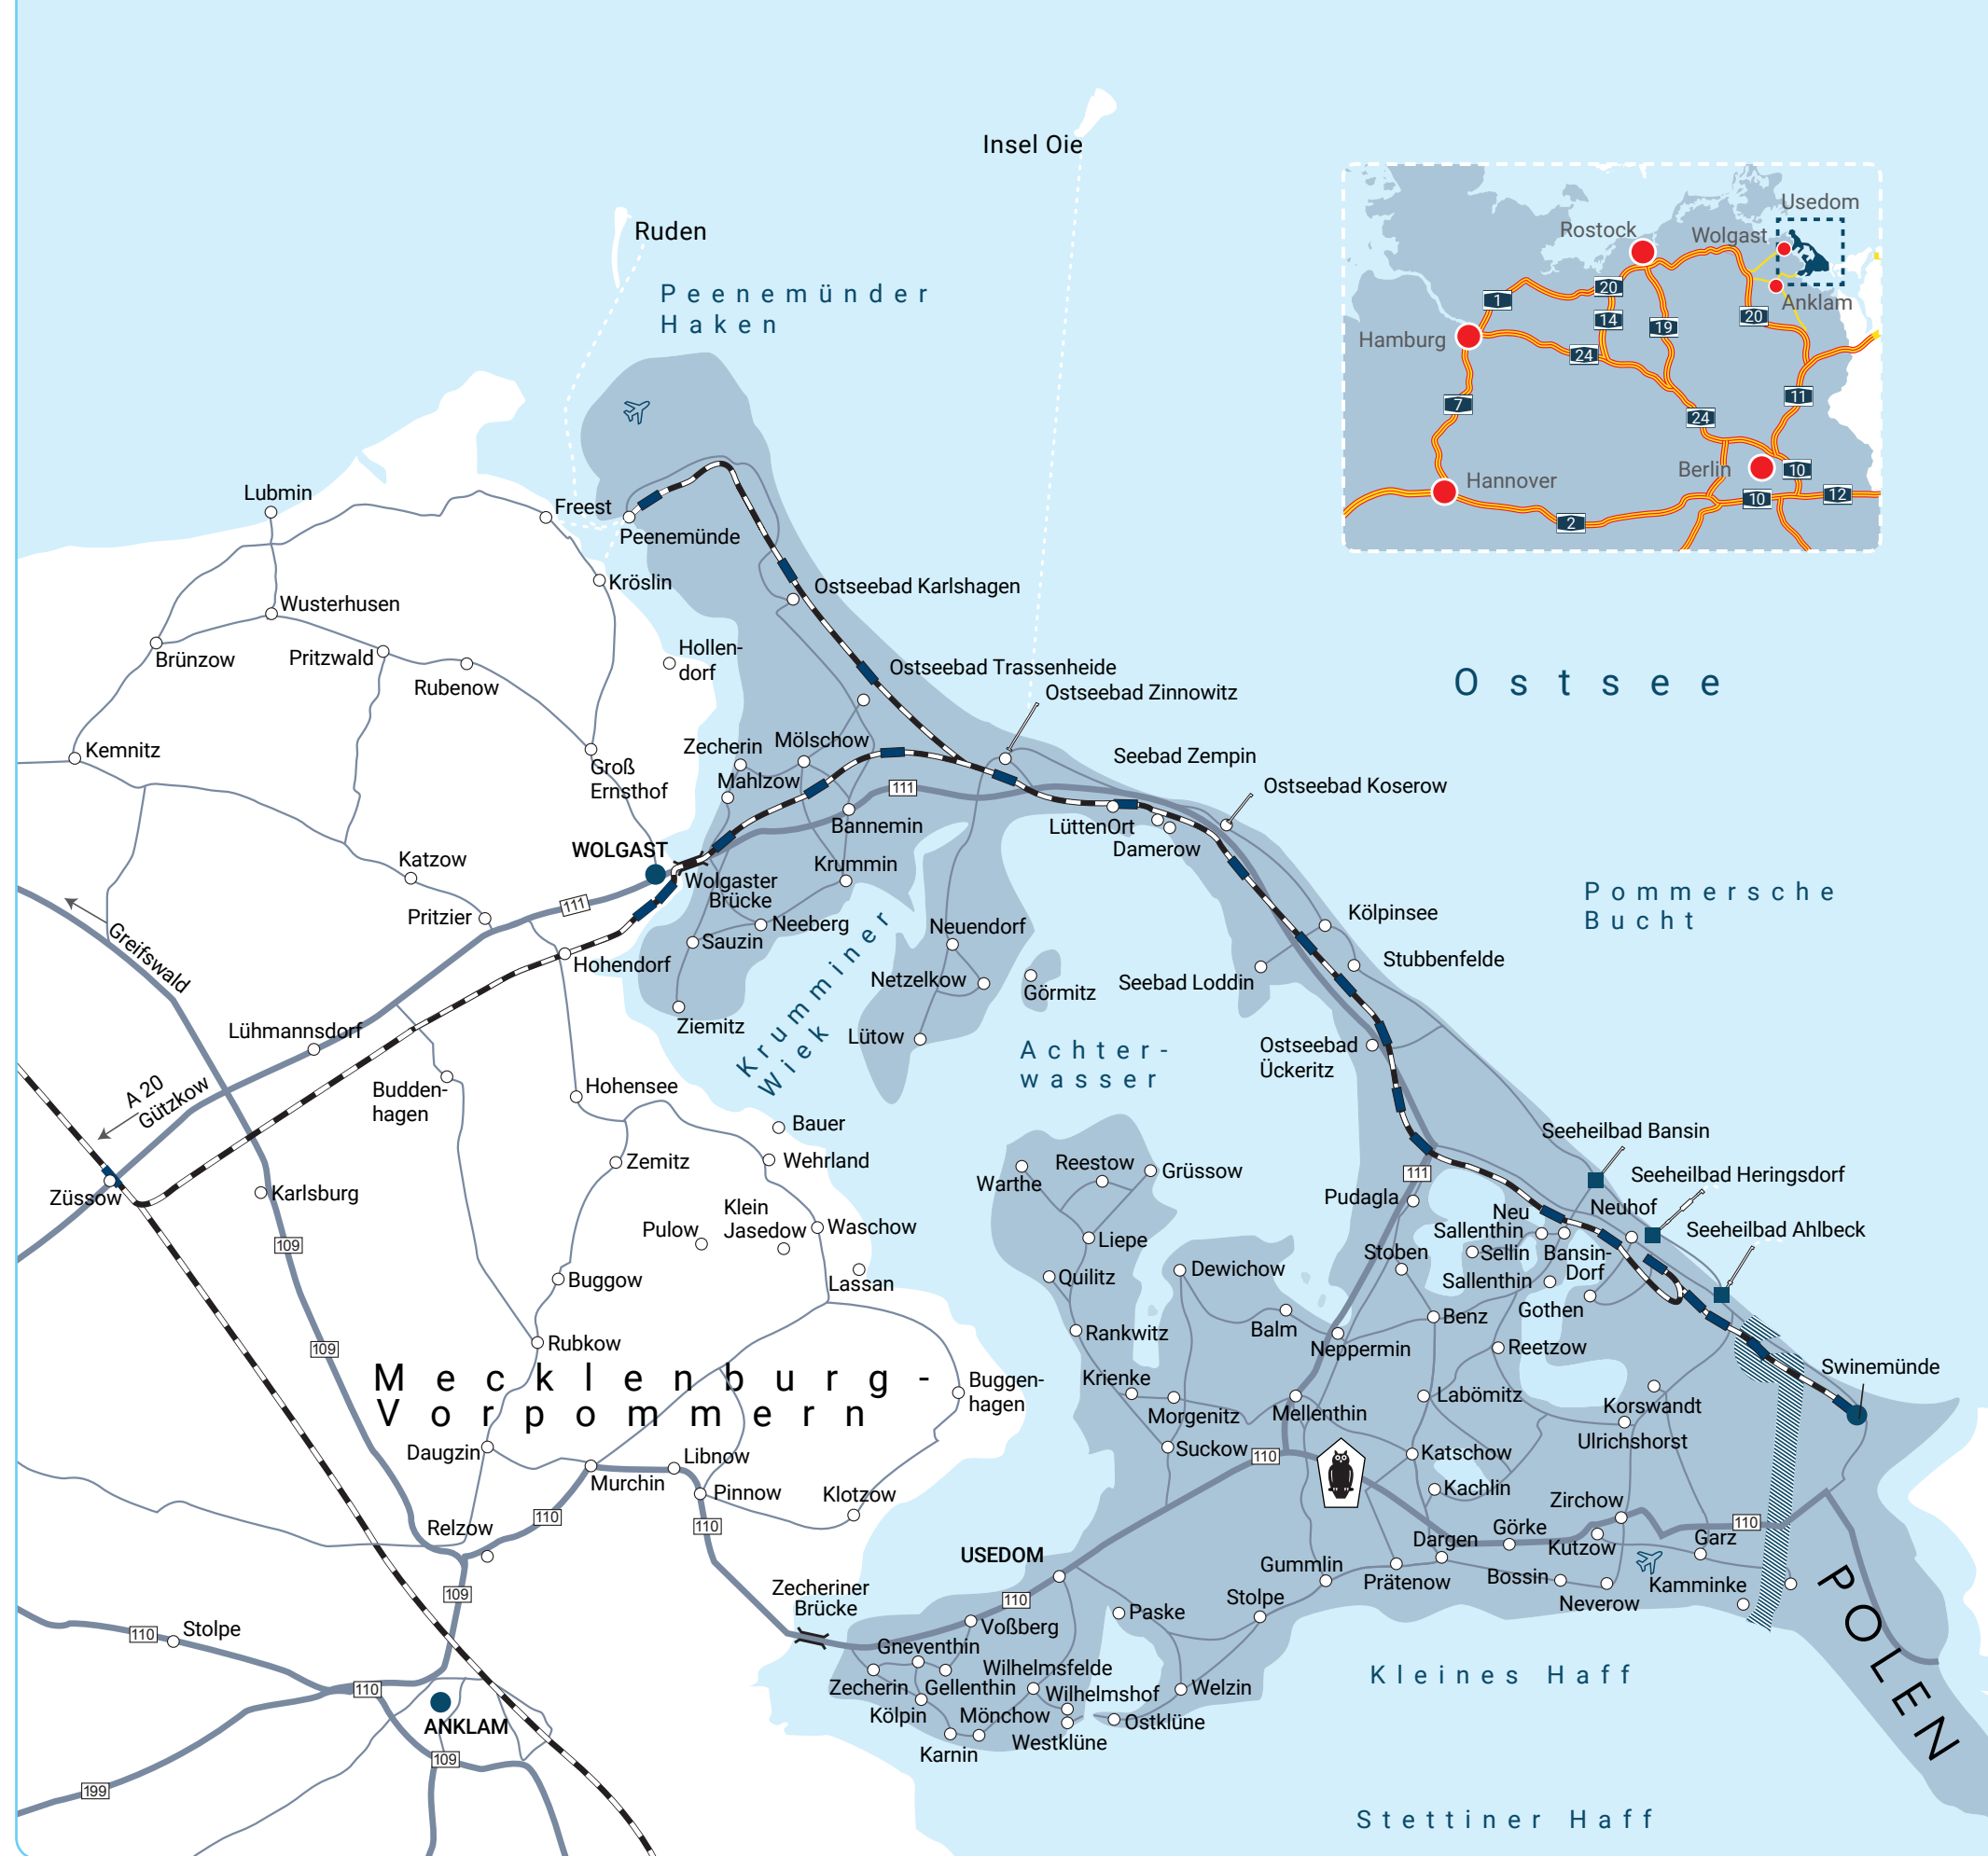 Insel Oie
Ruden
Peenemünder
Haken
Usedom
Rostock
Wolgast
Anklam
Hamburg
Hannover
Berlin
1
20
14
19
20
24
7
11
24
10
10
12
2
Lubmin
Freest
Peenemünde
Kröslin
Ostseebad Karlshagen
Wusterhusen
Brünzow
Pritzwald
Rubenow
Hollen-
dorf
Ostseebad Trassenheide
Ostseebad Zinnowitz
Ostsee
Kemnitz
Groß
Ernsthof
Zecherin
Mölschow
Mahlzow
111
Bannemin
Seebad Zempin
Ostseebad Koserow
LüttenOrt
Damerow
WOLGAST
Wolgaster
Brücke
Krummin
Katzow
Pritzier
111
Neeberg
Sauzin
Hohendorf
Ziemitz
Krumminer
Wiek
Neuendorf
Netzelkow
Görmitz
Lütow
Kölpinsee
Stubbenfelde
Seebad Loddin
Pommersche
Bucht
Achter-
wasser
Ostseebad
Ückeritz
Greifswald
Lühmannsdorf
A 20
Gützkow
Budden-
hagen
Hohensee
Bauer
Wehrland
Zemitz
Züssow
Karlsburg
Klein
Jasedow
Pulow
Waschow
Lassan
Buggow
Rubkow
109
109
Warthe
Reestow
Grüssow
Liepe
Quilitz
Rankwitz
Krienke
Dewichow
Balm
Morgenitz
Suckow
Mellenthin
Neppermin
Pudagla
111
Stoben
Benz
Seeheilbad Bansin
Seeheilbad Heringsdorf
Neuhof
Seeheilbad Ahlbeck
Neu
Sallenthin
Sellin
Bansin-
Dorf
Sallenthin
Gothen
Reetzow
Labömitz
Korswandt
Ulrichshorst
Swinemünde
Mecklenburg-
Vorpommern
Buggen-
hagen
Daugzin
Murchin
Libnow
Pinnow
Klotzow
Relzow
110
110
109
110
Katschow
Kachlin
Zirchow
Görke
Kutzow
Dargen
110
Garz
Gummlin
Prätenow
Bossin
Neverow
Kamminke
Stolpe
Paske
USEDOM
110
Voßberg
Zecheriner
Brücke
Gneventhin
Zecherin
Gellenthin
Wilhelmsfelde
Wilhelmshof
Kölpin
Mönchow
Karnin
Westklüne
Ostklüne
Welzin
110
Stolpe
110
ANKLAM
109
199
Kleines Haff
Stettiner Haff
POLEN